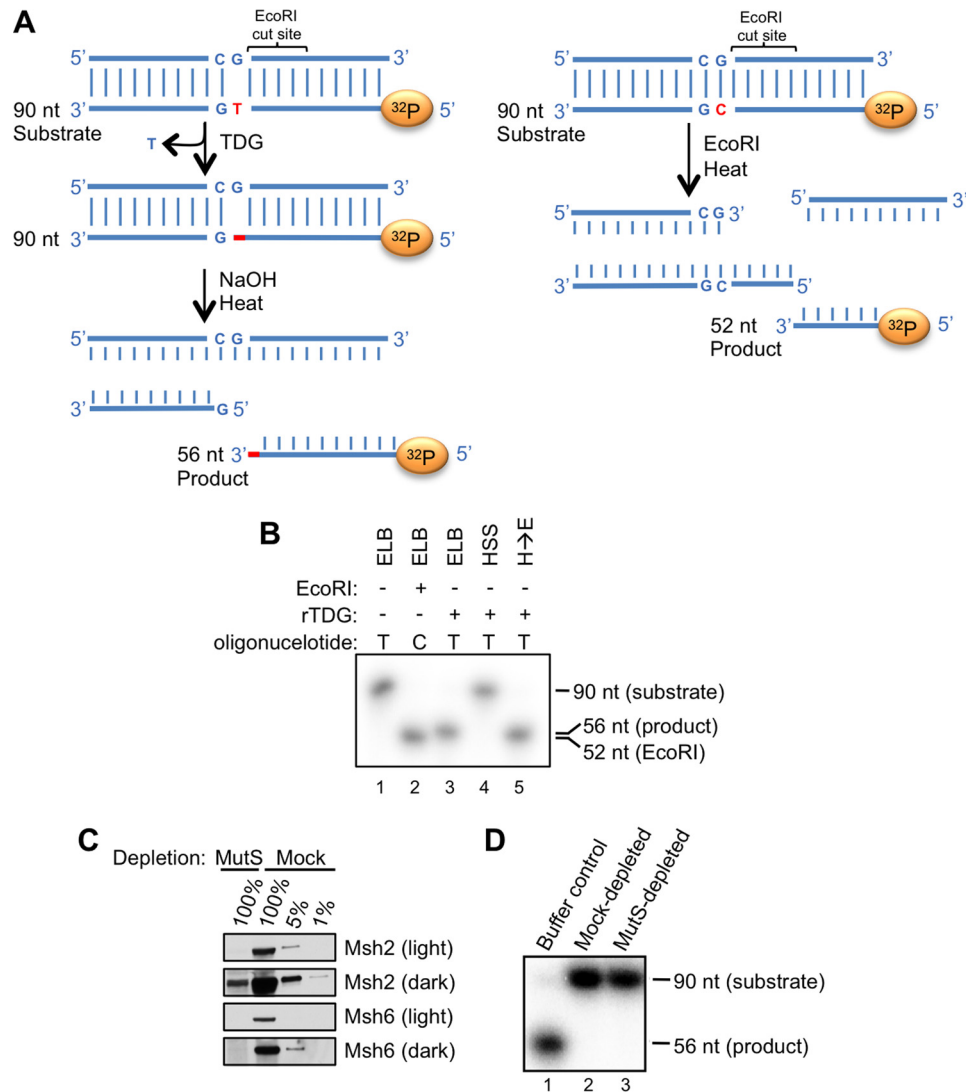 A
EcoRI
cut site
5’ C G 3’
90 nt 3’ G T 32P 5’
Substrate
T TDG
5’ C G 3’
90 nt 3’ G 32P 5’
NaOH
Heat
5’ C G 3’
3’ G 5’
56 nt 3’ 32P 5’
Product
EcoRI
cut site
5’ C G 3’
90 nt 3’ G C 32P 5’
Substrate
EcoRI
Heat
5’ C G 3’
5’ 3’
3’ G C 5’
52 nt 3’ 32P 5’
Product
B
ELB ELB ELB HSS H→E
EcoRI: - + - - -
rTDG: - - + + +
oligonucelotide: T C T T T
90 nt (substrate)
56 nt (product)
52 nt (EcoRI)
1 2 3 4 5
C
Depletion: MutS Mock
100% 100% 5% 1%
Msh2 (light)
Msh2 (dark)
Msh6 (light)
Msh6 (dark)
D
Buffer control
Mock-depleted
MutS-depleted
90 nt (substrate)
56 nt (product)
1 2 3